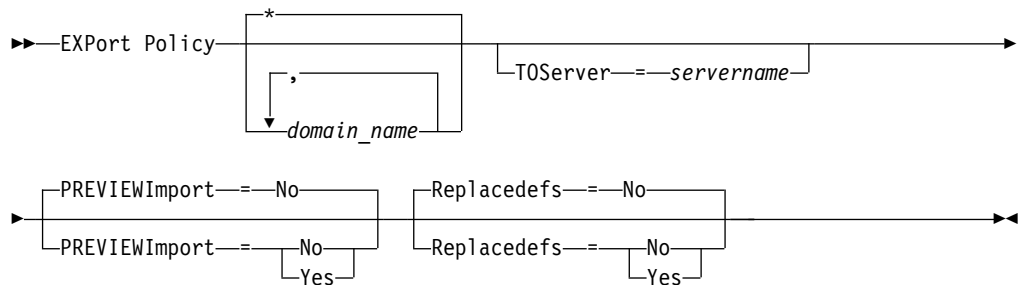 *
EXPort Policy
TOServer = servername
,
domain_name
PREVIEWImport = No
Replacedefs = No
PREVIEWImport = No
Replacedefs = No
Yes
Yes